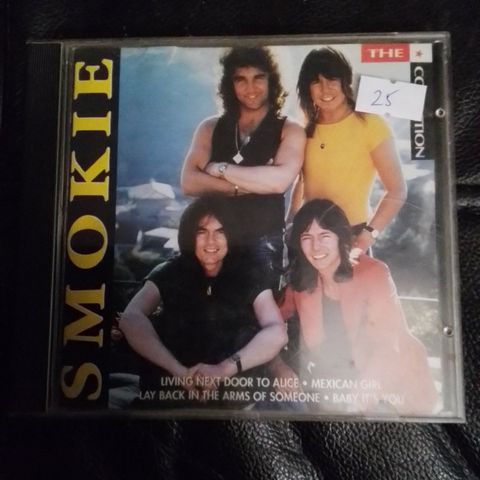 SMOKIE
THE
25
LIVING NEXT DOOR TO ALICE • MEXICAN GIRL
LAY BACK IN THE ARMS OF SOMEONE • BABY IT'S YOU